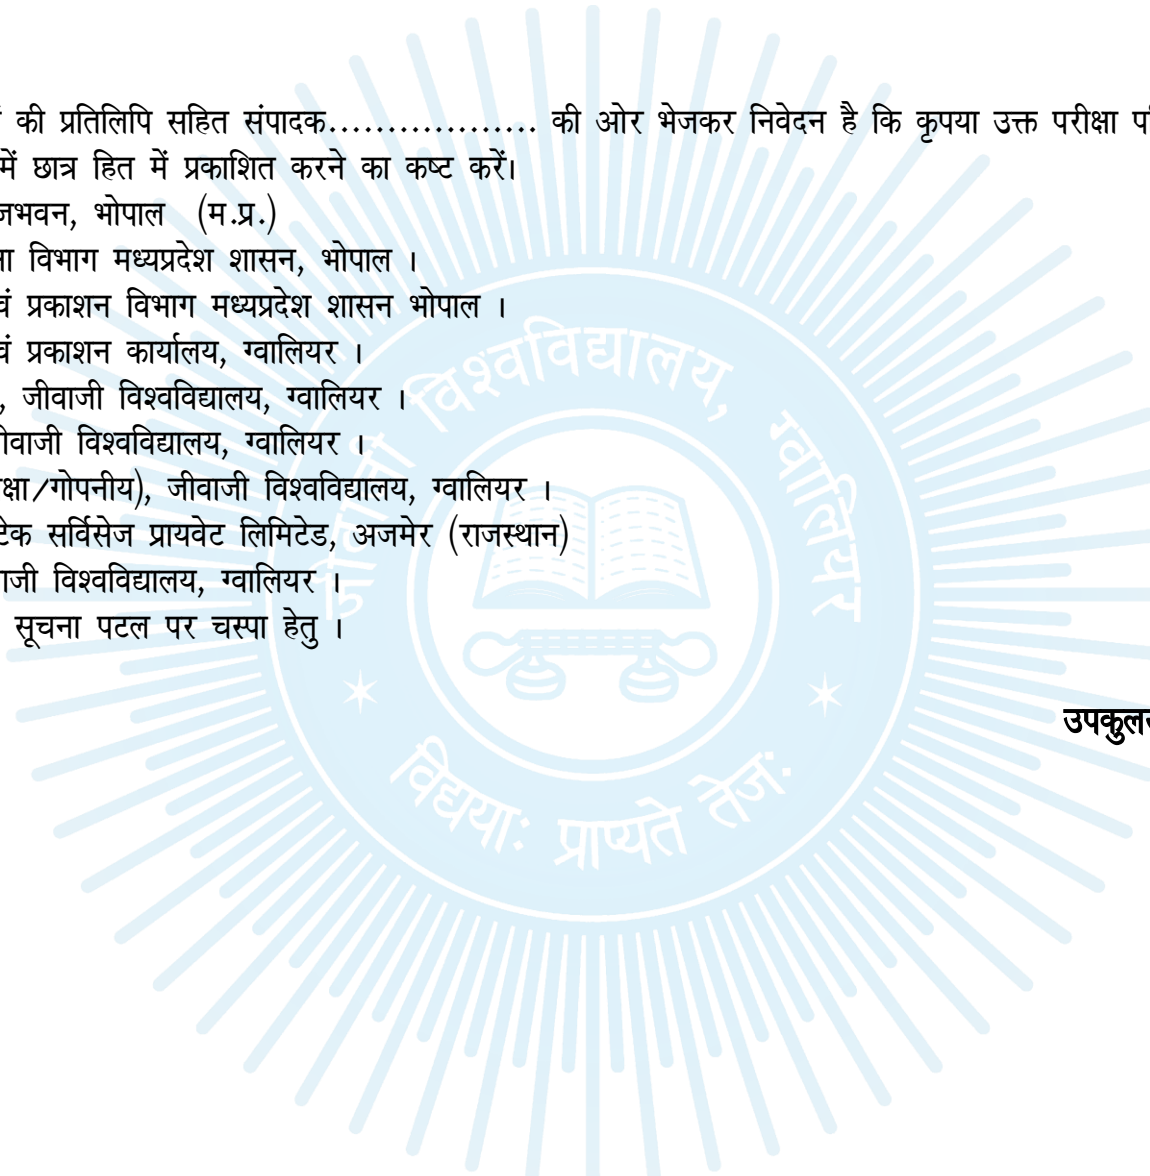 की प्रतिलिपि सहित संपादक.................. की ओर भेजकर निवेदन है कि कृपया उक्त परीक्षा
में छात्र हित में प्रकाशित करने का कष्ट करें।
जभवन, भोपाल (म.प्र.)
विभाग मध्यप्रदेश शासन, भोपाल ।
वं प्रकाशन विभाग मध्यप्रदेश शासन भोपाल ।
वं प्रकाशन कार्यालय, ग्वालियर ।
, जीवाजी विश्वविद्यालय, ग्वालियर ।
ीवाजी विश्वविद्यालय, ग्वालियर ।
क्षा/गोपनीय), जीवाजी विश्वविद्यालय, ग्वालियर ।
टेक सर्विसेज प्रायवेट लिमिटेड, अजमेर (राजस्थान)
ाजी विश्वविद्यालय, ग्वालियर ।
सूचना पटल पर चस्पा हेतु ।
उपकुलस
जीवाजी विश्वविद्यालय, ग्वालियर
विद्यया: प्राप्यते तेज: